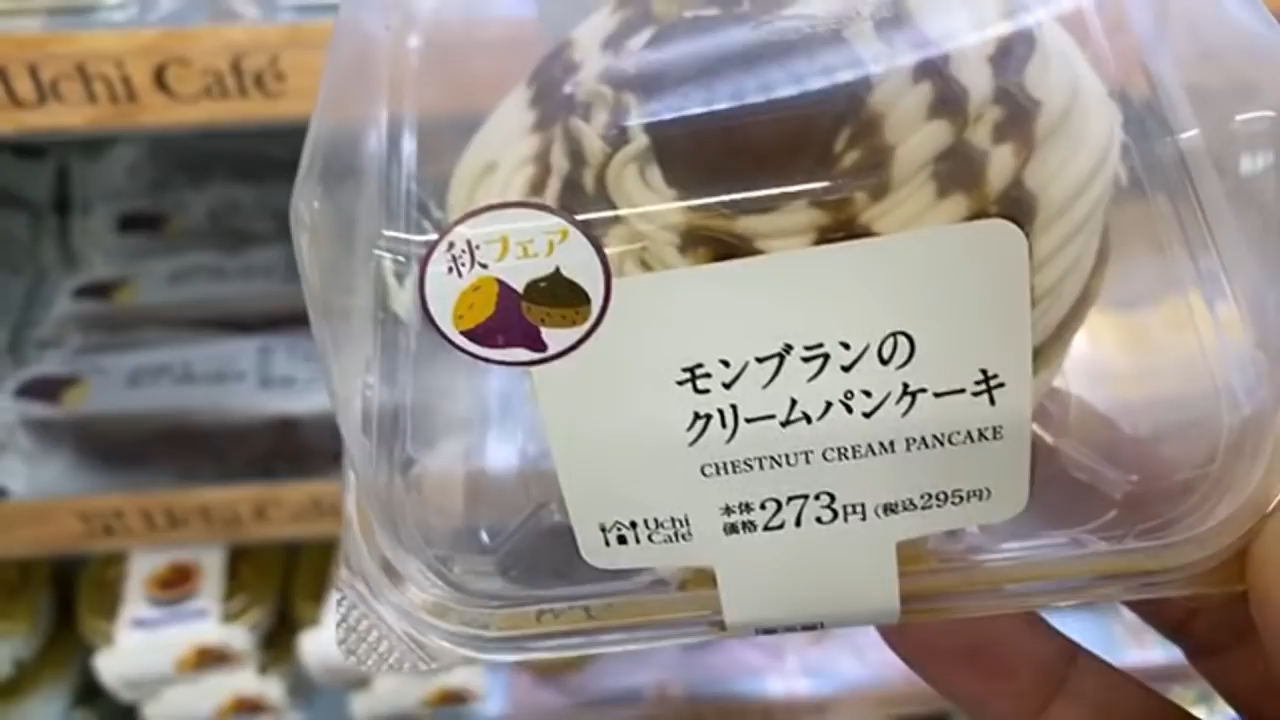 Uchi Café
秋フェア
モンブランの
クリームパンケーキ
CHESTNUT CREAM PANCAKE
本体価格273円(税込295円)
Uchi
Café
Uchi Café